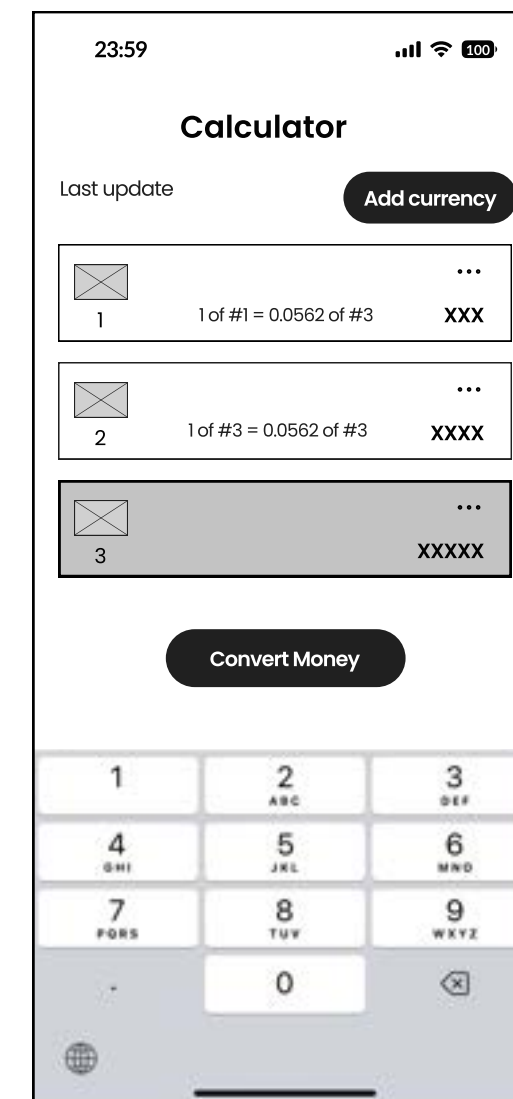 23:59 100
Calculator
Last update Add currency
...
1 1 of #1 = 0.0562 of #3 XXX
...
2 1 of #3 = 0.0562 of #3 XXXX
...
3 XXXXX
Convert Money
1 2 3
ABC DEF
4 5 6
GHI JKL MNO
7 8 9
PQRS TUV WXYZ
. 0